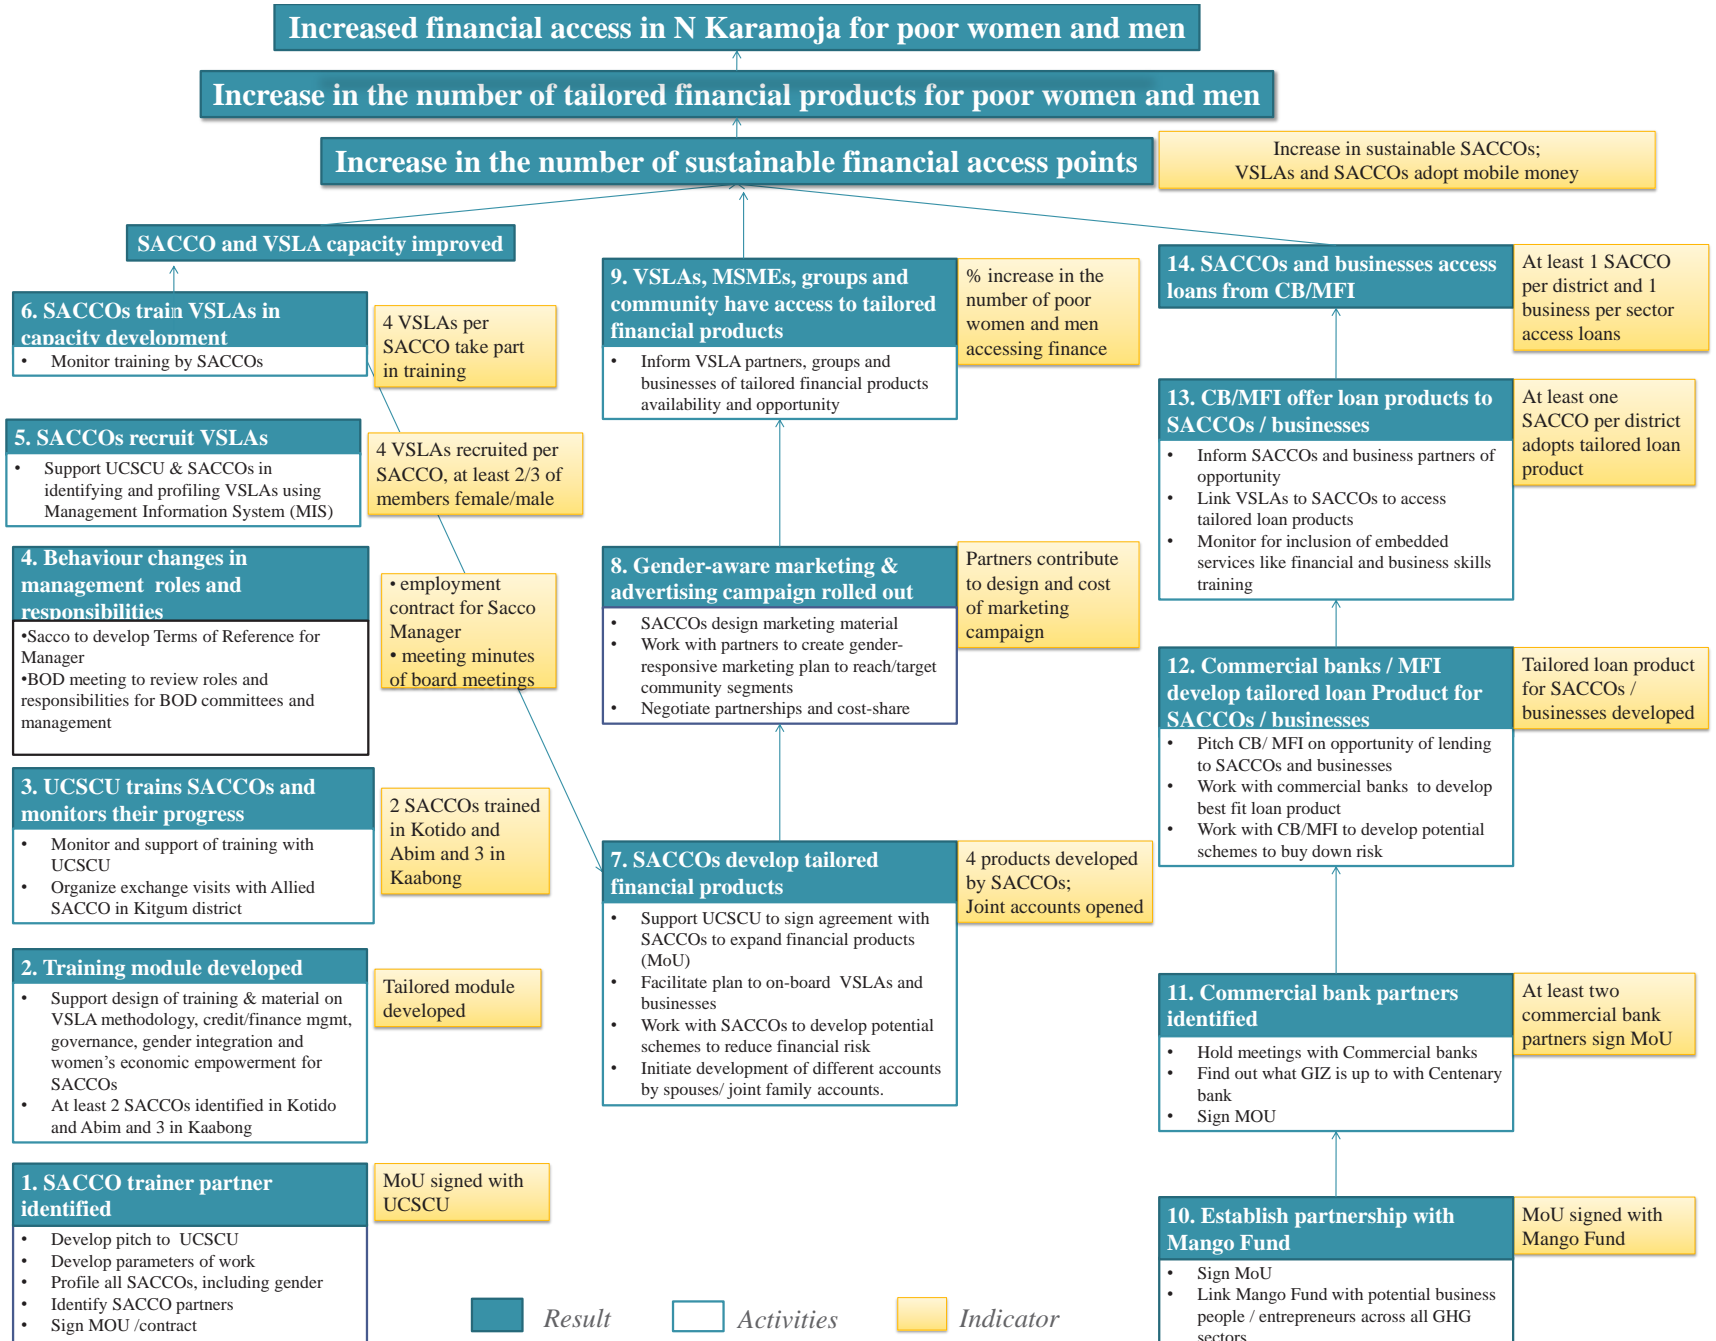 Increased financial access in N Karamoja for poor women and men
Increase in the number of tailored financial products for poor women and men
Increase in the number of sustainable financial access points
Increase in sustainable SACCOs;
VSLAs and SACCOs adopt mobile money
SACCO and VSLA capacity improved
6. SACCOs train VSLAs in
capacity development
• Monitor training by SACCOs
4 VSLAs per
SACCO take part
in training
5. SACCOs recruit VSLAs
• Support UCSCU & SACCOs in
identifying and profiling VSLAs using
Management Information System (MIS)
4 VSLAs recruited per
SACCO, at least 2/3 of
members female/male
4. Behaviour changes in
management roles and
responsibilities
•Sacco to develop Terms of Reference for
Manager
•BOD meeting to review roles and
responsibilities for BOD committees and
management
• employment
contract for Sacco
Manager
• meeting minutes
of board meetings
3. UCSCU trains SACCOs and
monitors their progress
• Monitor and support of training with
UCSCU
• Organize exchange visits with Allied
SACCO in Kitgum district
2 SACCOs trained
in Kotido and
Abim and 3 in
Kaabong
2. Training module developed
• Support design of training & material on
VSLA methodology, credit/finance mgmt,
governance, gender integration and
women's economic empowerment for
SACCOs
• At least 2 SACCOs identified in Kotido
and Abim and 3 in Kaabong
Tailored module
developed
1. SACCO trainer partner
identified
• Develop pitch to UCSCU
• Develop parameters of work
• Profile all SACCOs, including gender
• Identify SACCO partners
• Sign MOU /contract
MoU signed with
UCSCU
9. VSLAs, MSMEs, groups and
community have access to tailored
financial products
• Inform VSLA partners, groups and
businesses of tailored financial products
availability and opportunity
% increase in the
number of poor
women and men
accessing finance
8. Gender-aware marketing &
advertising campaign rolled out
• SACCOs design marketing material
• Work with partners to create gender-
responsive marketing plan to reach/target
community segments
• Negotiate partnerships and cost-share
Partners contribute
to design and cost
of marketing
campaign
7. SACCOs develop tailored
financial products
• Support UCSCU to sign agreement with
SACCOs to expand financial products
(MoU)
• Facilitate plan to on-board VSLAs and
businesses
• Work with SACCOs to develop potential
schemes to reduce financial risk
• Initiate development of different accounts
by spouses/ joint family accounts.
4 products developed
by SACCOs;
Joint accounts opened
14. SACCOs and businesses access
loans from CB/MFI
At least 1 SACCO
per district and 1
business per sector
access loans
13. CB/MFI offer loan products to
SACCOs / businesses
• Inform SACCOs and business partners of
opportunity
• Link VSLAs to SACCOs to access
tailored loan products
• Monitor for inclusion of embedded
services like financial and business skills
training
At least one
SACCO per district
adopts tailored loan
product
12. Commercial banks / MFI
develop tailored loan Product for
SACCOs / businesses
• Pitch CB/ MFI on opportunity of lending
to SACCOs and businesses
• Work with commercial banks to develop
best fit loan product
• Work with CB/MFI to develop potential
schemes to buy down risk
Tailored loan product
for SACCOs /
businesses developed
11. Commercial bank partners
identified
• Hold meetings with Commercial banks
• Find out what GIZ is up to with Centenary
bank
• Sign MOU
At least two
commercial bank
partners sign MoU
10. Establish partnership with
Mango Fund
• Sign MoU
• Link Mango Fund with potential business
people / entrepreneurs across all GHG
sectors
MoU signed with
Mango Fund
Result
Activities
Indicator